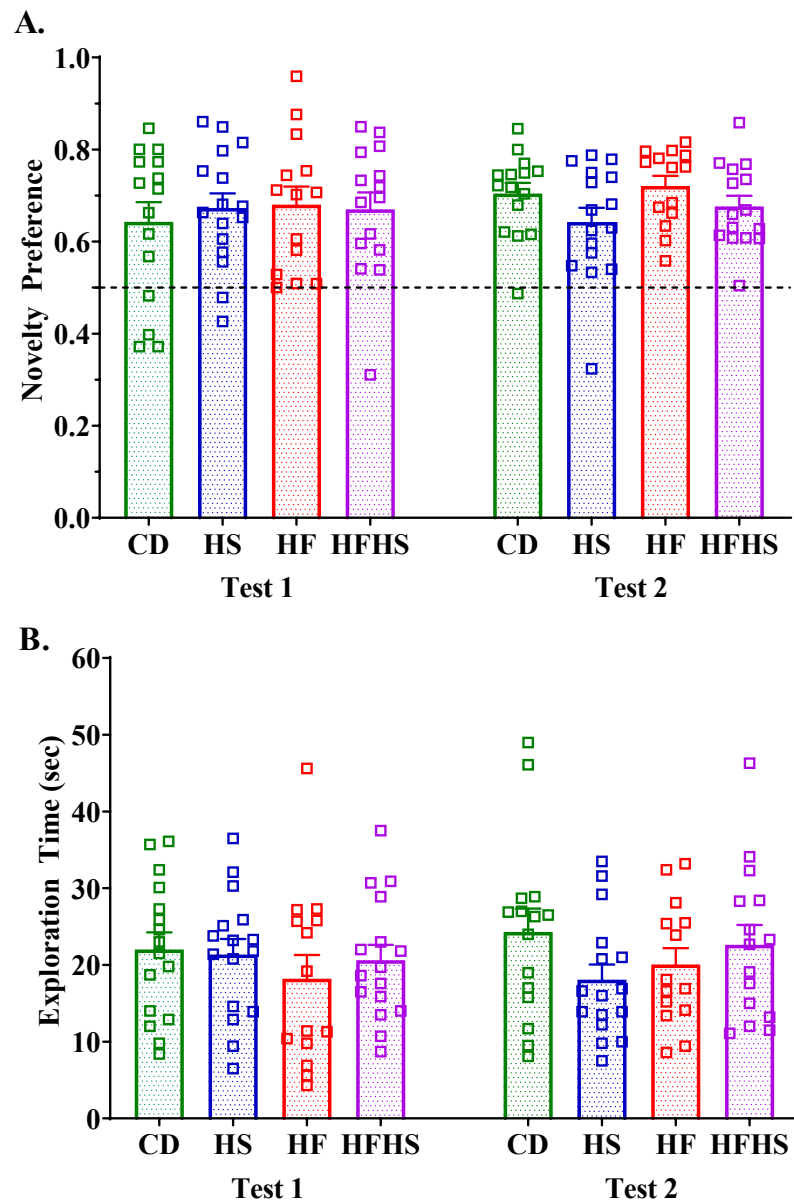 A.
Novelty Preference
1.0
0.8
0.6
0.4
0.2
0.0
CD HS HF HFHS CD HS HF HFHS
Test 1 Test 2
B.
Exploration Time (sec)
60
50
40
30
20
10
0
CD HS HF HFHS CD HS HF HFHS
Test 1 Test 2